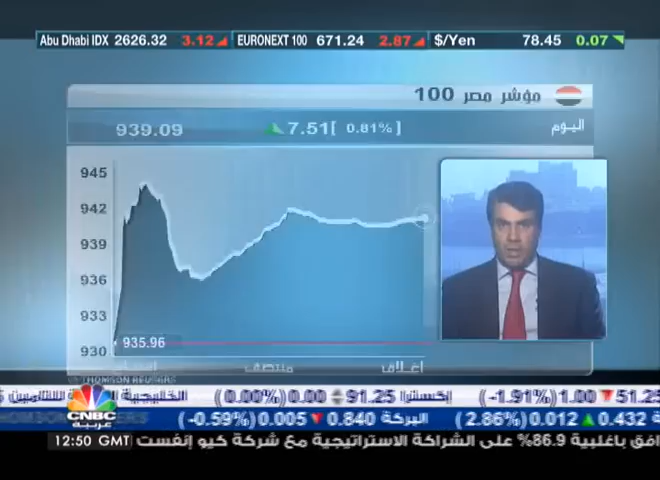 Abu Dhabi IDX 2626.32 3.12 EURONEXT 100 671.24 2.87 $/Yen 78.45 0.07
مؤشر مصر 100
اليوم 7.51[ 0.81%] 939.09
945
942
939
936
933
935.96
930
منتصف إغلاق
THOMSON REUTERS
51.25 1.00 (-1.91%) إكسترا 91.25 0.00 (0.00%) الخليجية
0.432 0.012 (2.86%) البركة 0.840 0.005 (-0.59%)
CNBC
عربية
12:50 GMT بأغلبية 86.9% على الشراكة الاستراتيجية مع شركة كيو إنفست